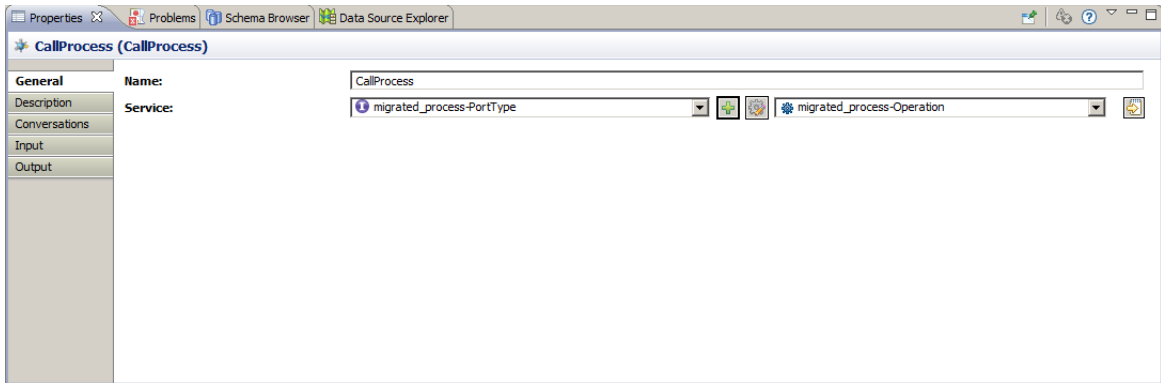 Properties Problems Schema Browser Data Source Explorer
CallProcess (CallProcess)
General
Name: CallProcess
Description
Service: migrated_process-PortType migrated_process-Operation
Conversations
Input
Output